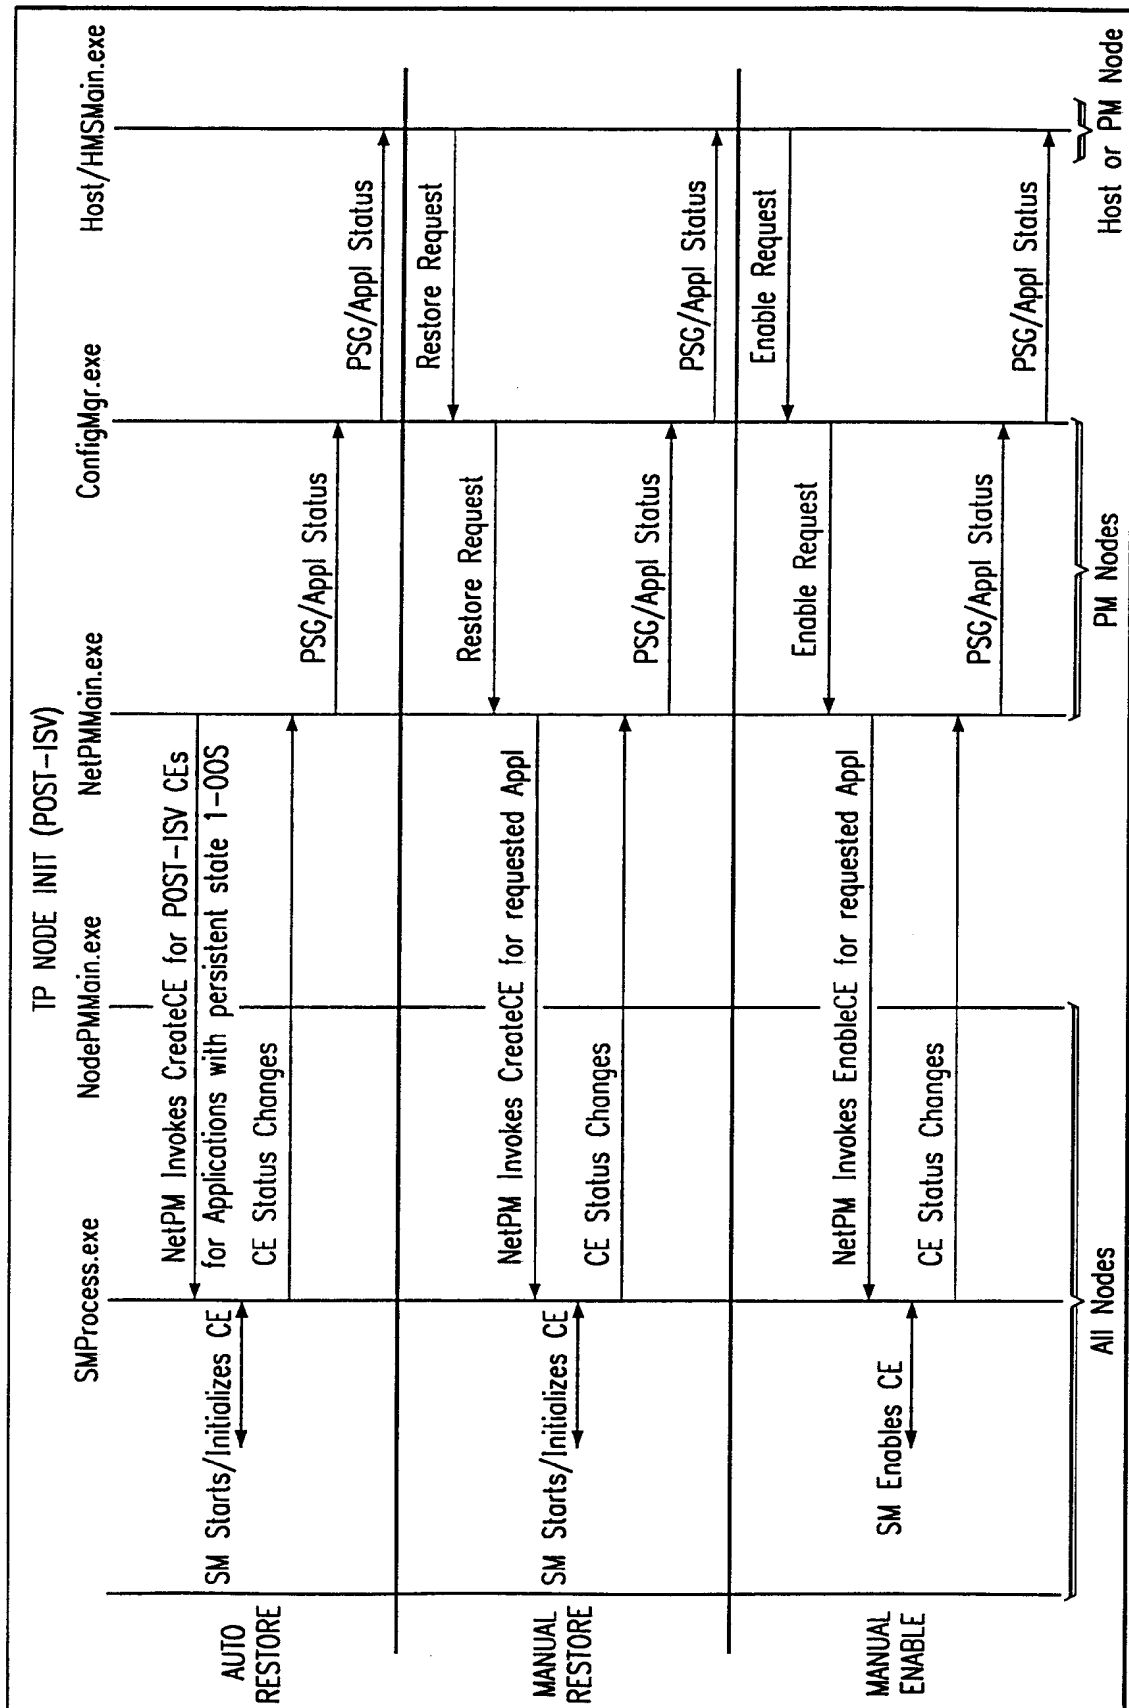 TP NODE INIT (POST-ISV)
SMProcess.exe
NodePMMain.exe
NetPMMain.exe
ConfigMgr.exe
Host/HMSMain.exe
AUTO
RESTORE
NetPM Invokes CreateCE for POST-ISV CEs
for Applications with persistent state 1-OOS
SM Starts/Initializes CE
CE Status Changes
PSG/Appl Status
PSG/Appl Status
MANUAL
RESTORE
Restore Request
Restore Request
NetPM Invokes CreateCE for requested Appl
SM Starts/Initializes CE
CE Status Changes
PSG/Appl Status
PSG/Appl Status
MANUAL
ENABLE
Enable Request
Enable Request
NetPM Invokes EnableCE for requested Appl
SM Enables CE
CE Status Changes
PSG/Appl Status
PSG/Appl Status
All Nodes
PM Nodes
Host or PM Node